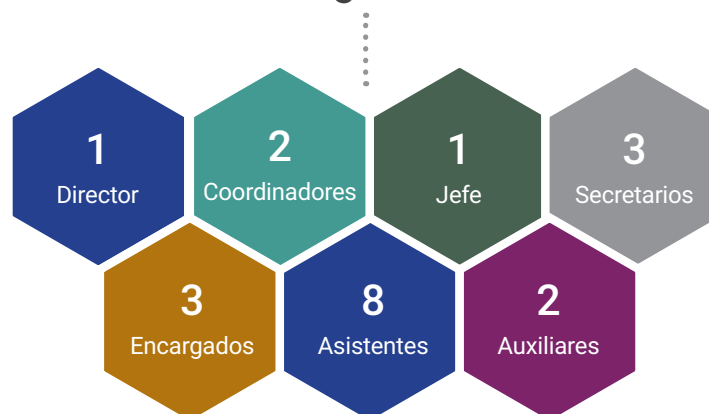 1
Director
2
Coordinadores
1
Jefe
3
Secretarios
3
Encargados
8
Asistentes
2
Auxiliares